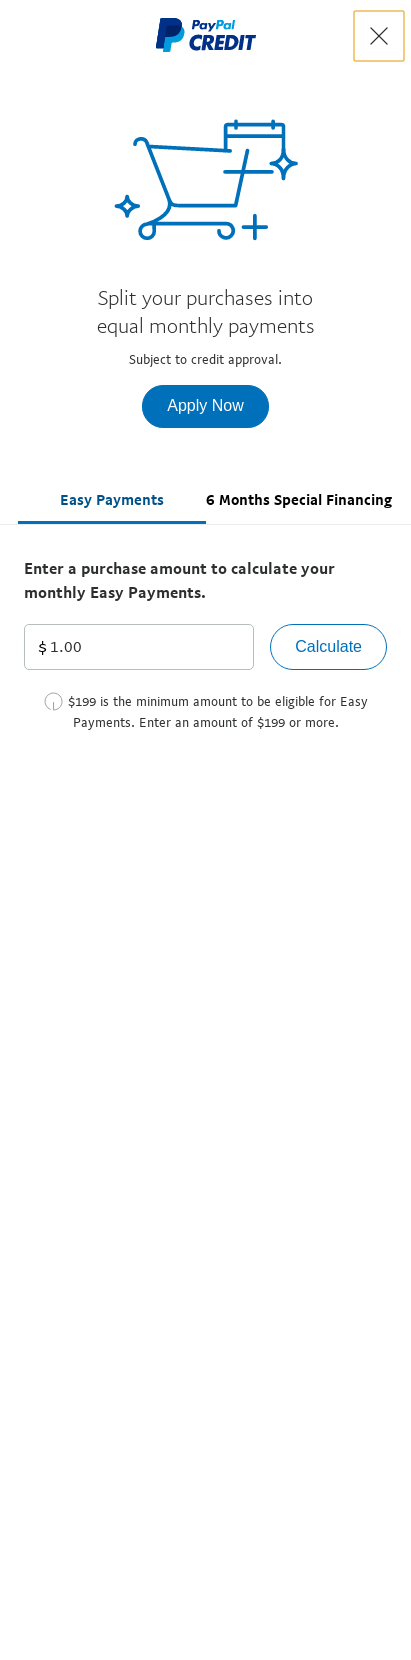 PayPal
CREDIT
Split your purchases into
equal monthly payments
Subject to credit approval.
Apply Now
Easy Payments
6 Months Special Financing
Enter a purchase amount to calculate your
monthly Easy Payments.
$ 1.00
Calculate
$199 is the minimum amount to be eligible for Easy
Payments. Enter an amount of $199 or more.